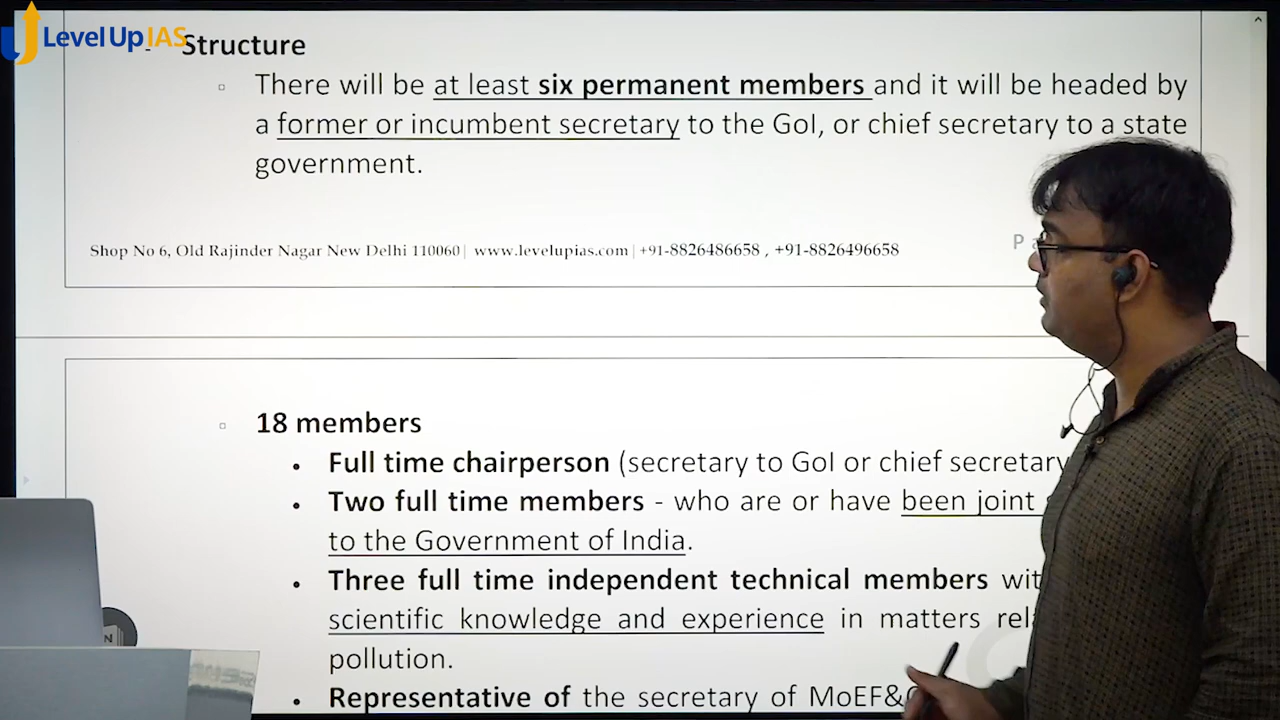 Level Up IAS
- Structure
There will be at least six permanent members and it will be headed by
a former or incumbent secretary to the GoI, or chief secretary to a state
government.
Shop No 6, Old Rajinder Nagar New Delhi 110060| www.levelupias.com | +91-8826486658 , +91-8826496658
18 members
• Full time chairperson (secretary to GoI or chief secretary
• Two full time members - who are or have been joint
to the Government of India.
• Three full time independent technical members
scientific knowledge and experience in matters
pollution.
• Representative of the secretary of